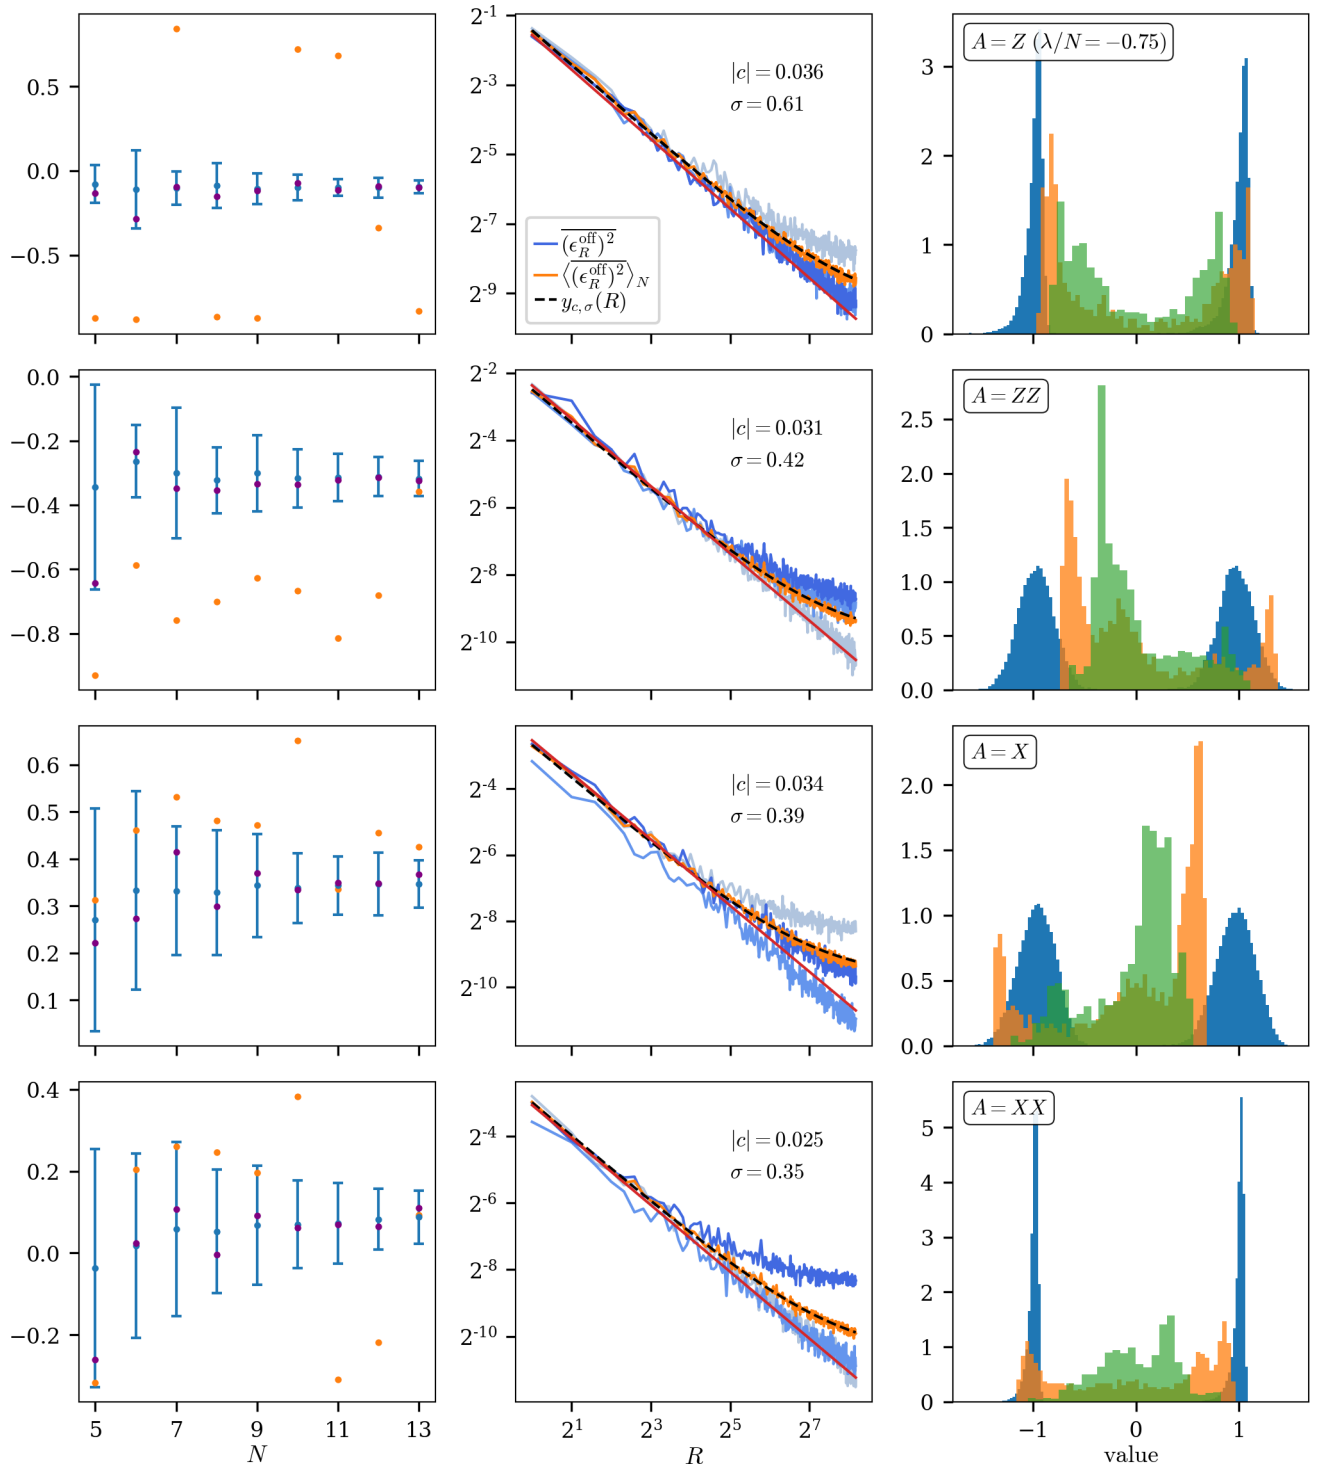 0.5
0.0
−0.5
2^-1
2^-3
2^-5
2^-7
2^-9
|c| = 0.036
σ = 0.61
\overline{(ϵ_R^off)^2}
⟨\overline{(ϵ_R^off)^2}⟩_N
y_{c,σ}(R)
3
2
1
0
A = Z (λ/N = −0.75)
0.0
−0.2
−0.4
−0.6
−0.8
2^-2
2^-4
2^-6
2^-8
2^-10
|c| = 0.031
σ = 0.42
2.5
2.0
1.5
1.0
0.5
0.0
A = ZZ
0.6
0.5
0.4
0.3
0.2
0.1
2^-4
2^-6
2^-8
2^-10
|c| = 0.034
σ = 0.39
2.0
1.5
1.0
0.5
0.0
A = X
0.4
0.2
0.0
−0.2
5 7 9 11 13
N
2^-4
2^-6
2^-8
2^-10
|c| = 0.025
σ = 0.35
2^1 2^3 2^5 2^7
R
5
4
3
2
1
0
A = XX
−1 0 1
value